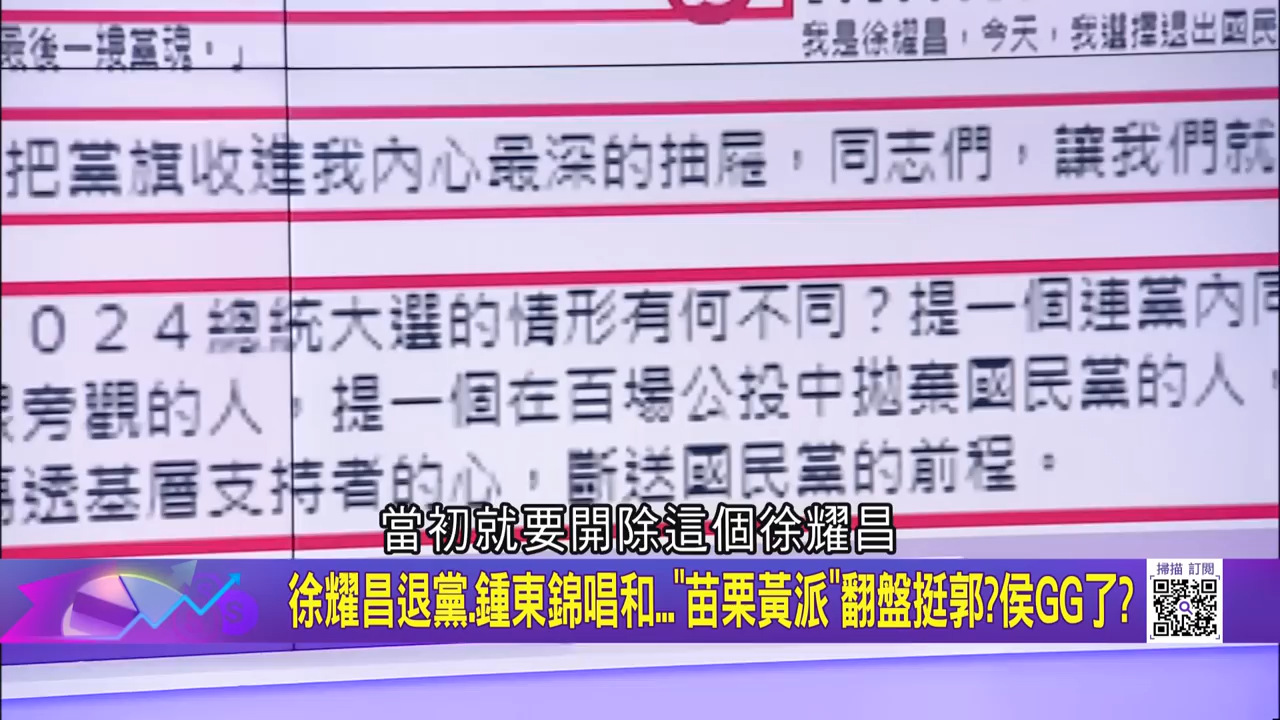 最後一縷黨魂。」
我是徐耀昌，今天，我選擇退出國民
把黨旗收進我內心最深的抽屜，同志們，讓我們就
024總統大選的情形有何不同？提一個連黨內同
旁觀的人，提一個在百場公投中拋棄國民黨的人，
透基層支持者的心，斷送國民黨的前程。
當初就要開除這個徐耀昌
徐耀昌退黨.鍾東錦唱和..."苗栗黃派"翻盤挺郭?侯GG了?
掃描 訂閱